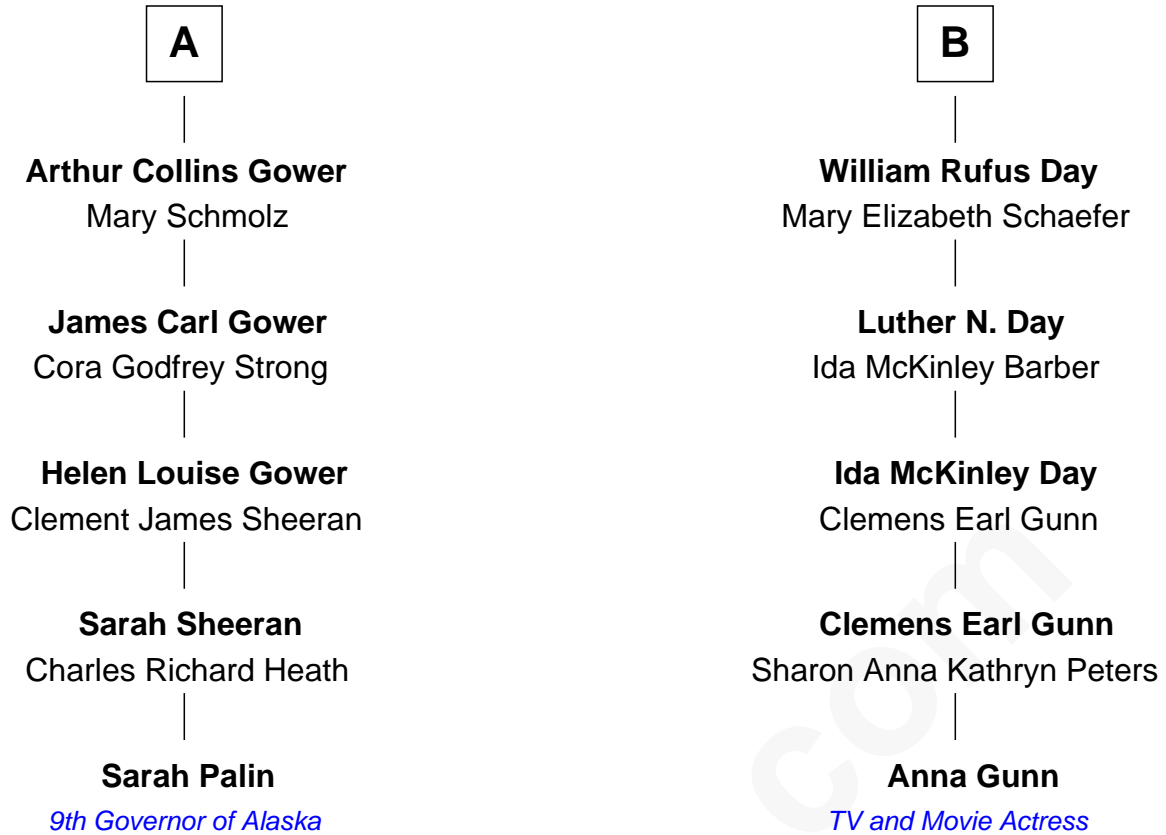 A
Arthur Collins Gower
Mary Schmolz
James Carl Gower
Cora Godfrey Strong
Helen Louise Gower
Clement James Sheeran
Sarah Sheeran
Charles Richard Heath
Sarah Palin
9th Governor of Alaska
B
William Rufus Day
Mary Elizabeth Schaefer
Luther N. Day
Ida McKinley Barber
Ida McKinley Day
Clemens Earl Gunn
Clemens Earl Gunn
Sharon Anna Kathryn Peters
Anna Gunn
TV and Movie Actress
com